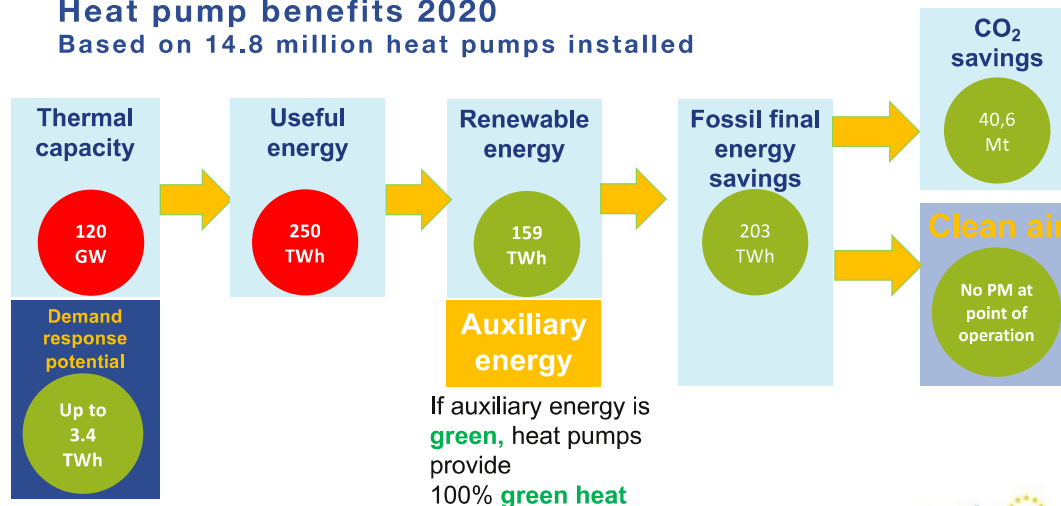 Heat pump benefits 2020
Based on 14.8 million heat pumps installed
Thermal
capacity
120
GW
Demand
response
potential
Up to
3.4
TWh
Useful
energy
250
TWh
Renewable
energy
159
TWh
Auxiliary
energy
If auxiliary energy is
green, heat pumps
provide
100% green heat
Fossil final
energy
savings
203
TWh
CO₂
savings
40,6
Mt
Clean air
No PM at
point of
operation